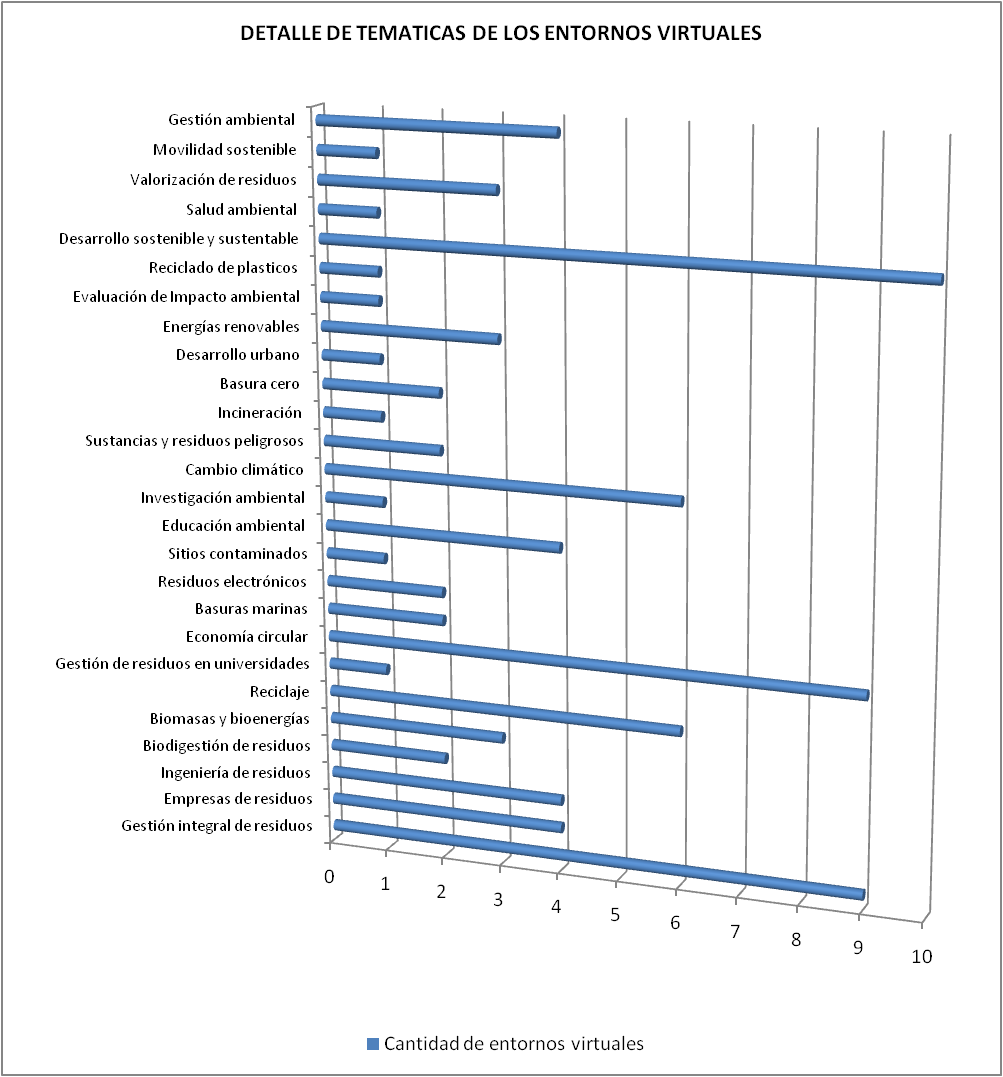 DETALLE DE TEMATICAS DE LOS ENTORNOS VIRTUALES
Gestión ambiental
Movilidad sostenible
Valorización de residuos
Salud ambiental
Desarrollo sostenible y sustentable
Reciclado de plasticos
Evaluación de Impacto ambiental
Energías renovables
Desarrollo urbano
Basura cero
Incineración
Sustancias y residuos peligrosos
Cambio climático
Investigación ambiental
Educación ambiental
Sitios contaminados
Residuos electrónicos
Basuras marinas
Economía circular
Gestión de residuos en universidades
Reciclaje
Biomasas y bioenergías
Biodigestión de residuos
Ingeniería de residuos
Empresas de residuos
Gestión integral de residuos
0 1 2 3 4 5 6 7 8 9 10
Cantidad de entornos virtuales